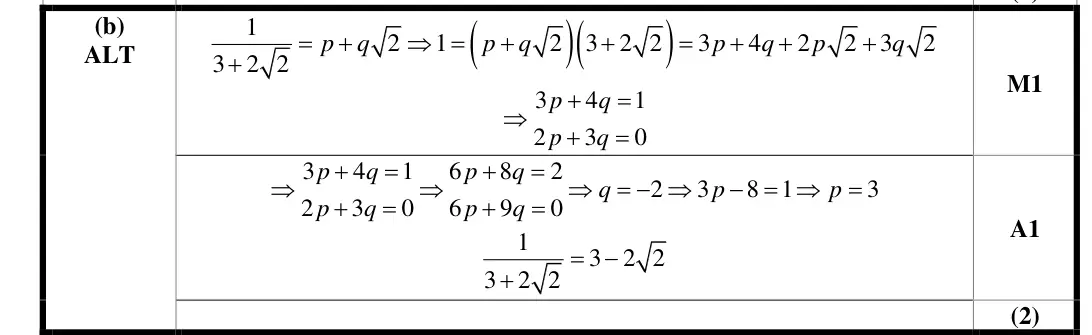 (b)
ALT
1/(3+2√2) = p+q√2 ⇒ 1 = (p+q√2)(3+2√2) = 3p+4q+2p√2+3q√2
⇒ 3p+4q=1
2p+3q=0
M1
⇒ 3p+4q=1 ⇒ 6p+8q=2 ⇒ q=−2 ⇒ 3p−8=1 ⇒ p=3
2p+3q=0 6p+9q=0
1/(3+2√2) = 3−2√2
A1
(2)